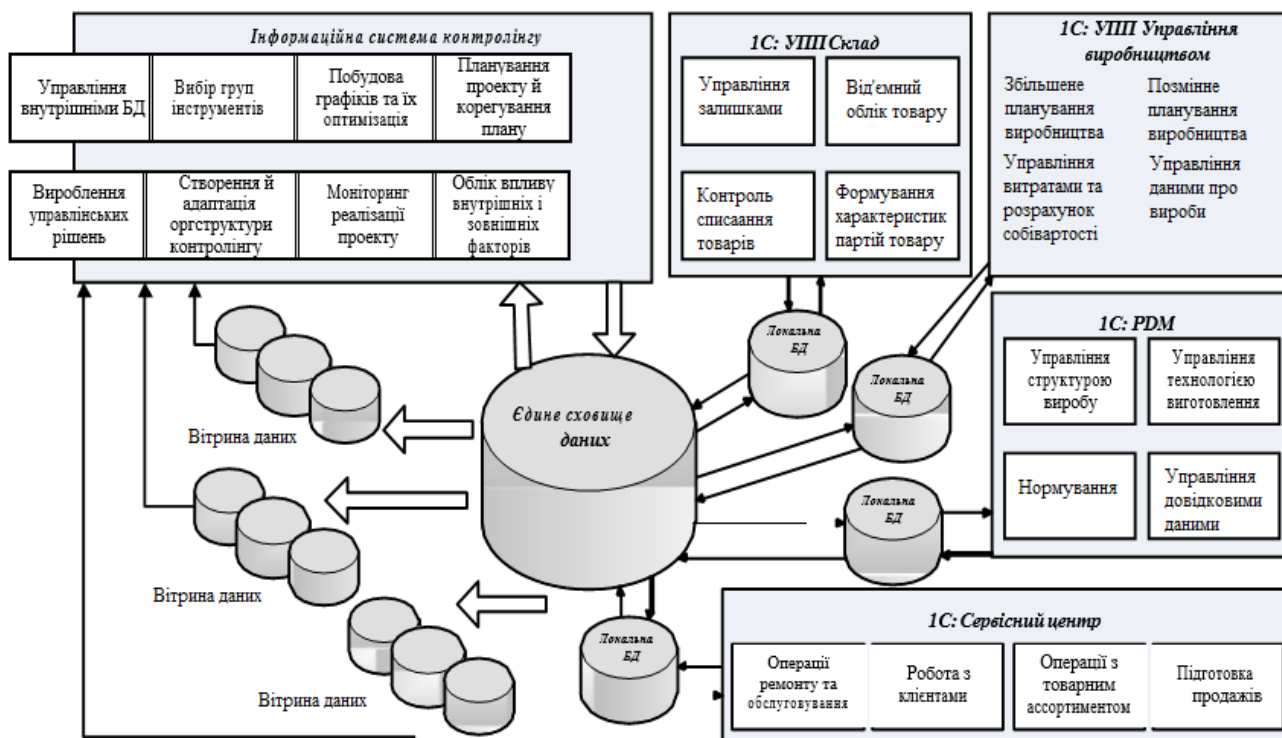 Інформаційна система контролінгу
Управління
внутрішніми БД
Вибір груп
інструментів
Побудова
графіків та їх
оптимізація
Планування
проекту й
корегування
плану
Вироблення
управлінських
рішень
Створення й
адаптація
оргструктури
контролінгу
Моніторинг
реалізації
проекту
Облік впливу
внутрішніх і
зовнішніх
факторів
1С: УПП Склад
Управління
залишками
Від'ємний
облік товару
Контроль
списаання
товарів
Формування
характеристик
партій товару
1С: УПП Управління
виробництвом
Збільшене
планування
виробництва
Позмінне
планування
виробництва
Управління
витратами та
розрахунок
собівартості
Управління
даними про
вироби
1С: PDM
Управління
структурою
виробу
Управління
технологією
виготовлення
Нормування
Управління
довідковими
даними
Локальна
БД
Локальна
БД
Локальна
БД
Локальна
БД
Єдине сховище
даних
Вітрина даних
Вітрина даних
Вітрина даних
1С: Сервісний центр
Операції
ремонту та
обслуговування
Робота з
клієнтами
Операції з
товарним
ассортиментом
Підготовка
продажів